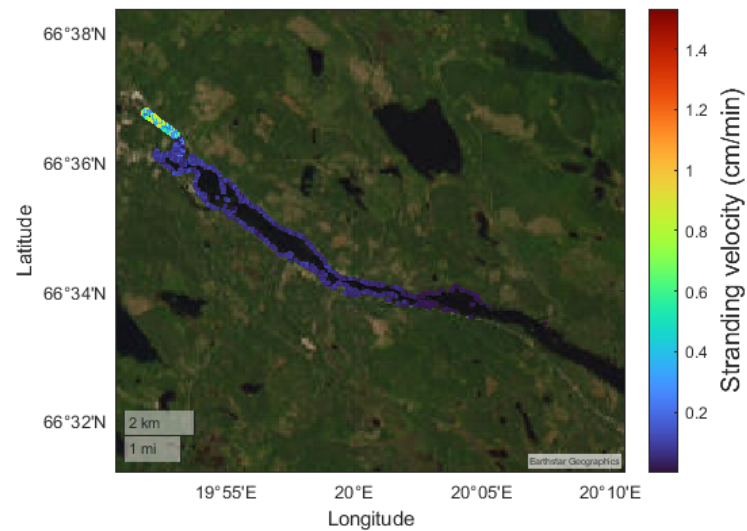 66°38'N
66°36'N
66°34'N
66°32'N
Latitude
2 km
1 mi
Earthstar Geographics
19°55'E
20°E
20°05'E
20°10'E
Longitude
1.4
1.2
1
0.8
0.6
0.4
0.2
Stranding velocity (cm/min)